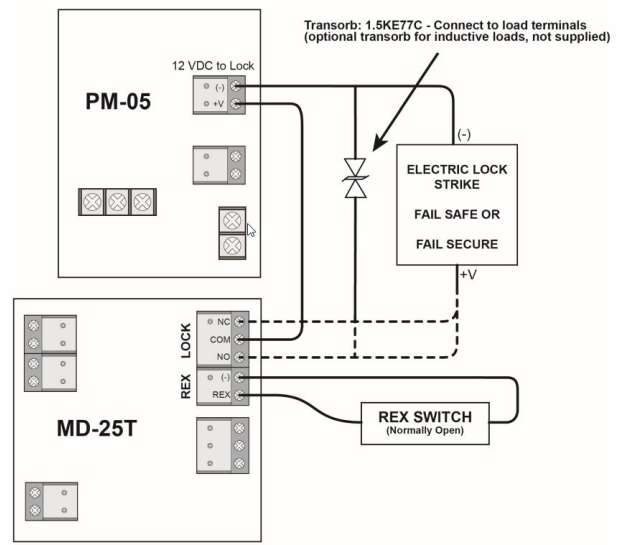 Transorb: 1.5KE77C - Connect to load terminals
(optional transorb for inductive loads, not supplied)
12 VDC to Lock
PM-05
(-)
+V
(-)
ELECTRIC LOCK
STRIKE
FAIL SAFE OR
FAIL SECURE
+V
LOCK
NC
COM
NO
REX
(-)
REX
MD-25T
REX SWITCH
(Normally Open)